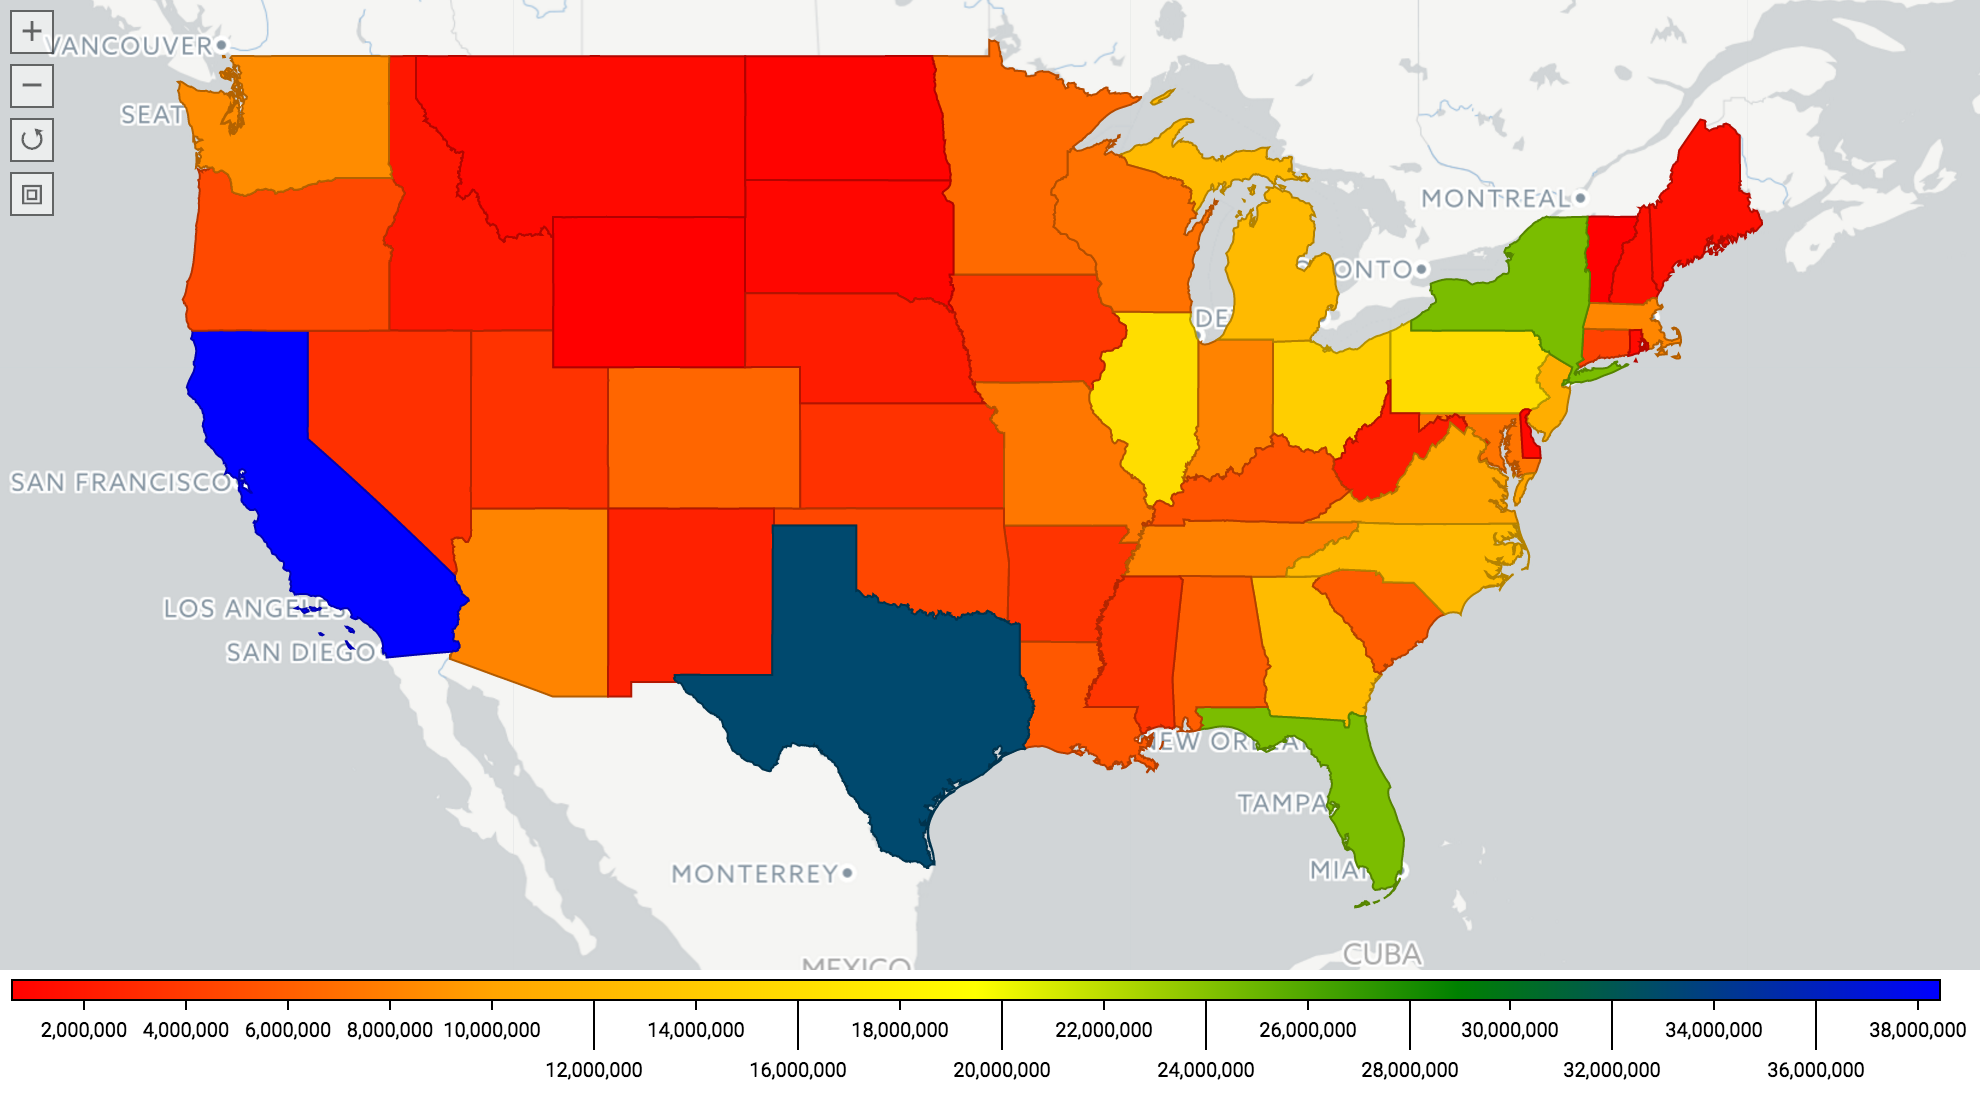 +
VANCOUVER
−
SEAT
MONTREAL
ONTO
DE
SAN FRANCISCO
LOS ANGELES
SAN DIEGO
NEW ORLEA
TAMPA
MIA
MONTERREY
CUBA
MEXICO
2,000,000 4,000,000 6,000,000 8,000,000 10,000,000 14,000,000 18,000,000 22,000,000 26,000,000 30,000,000 34,000,000 38,000,000
12,000,000 16,000,000 20,000,000 24,000,000 28,000,000 32,000,000 36,000,000